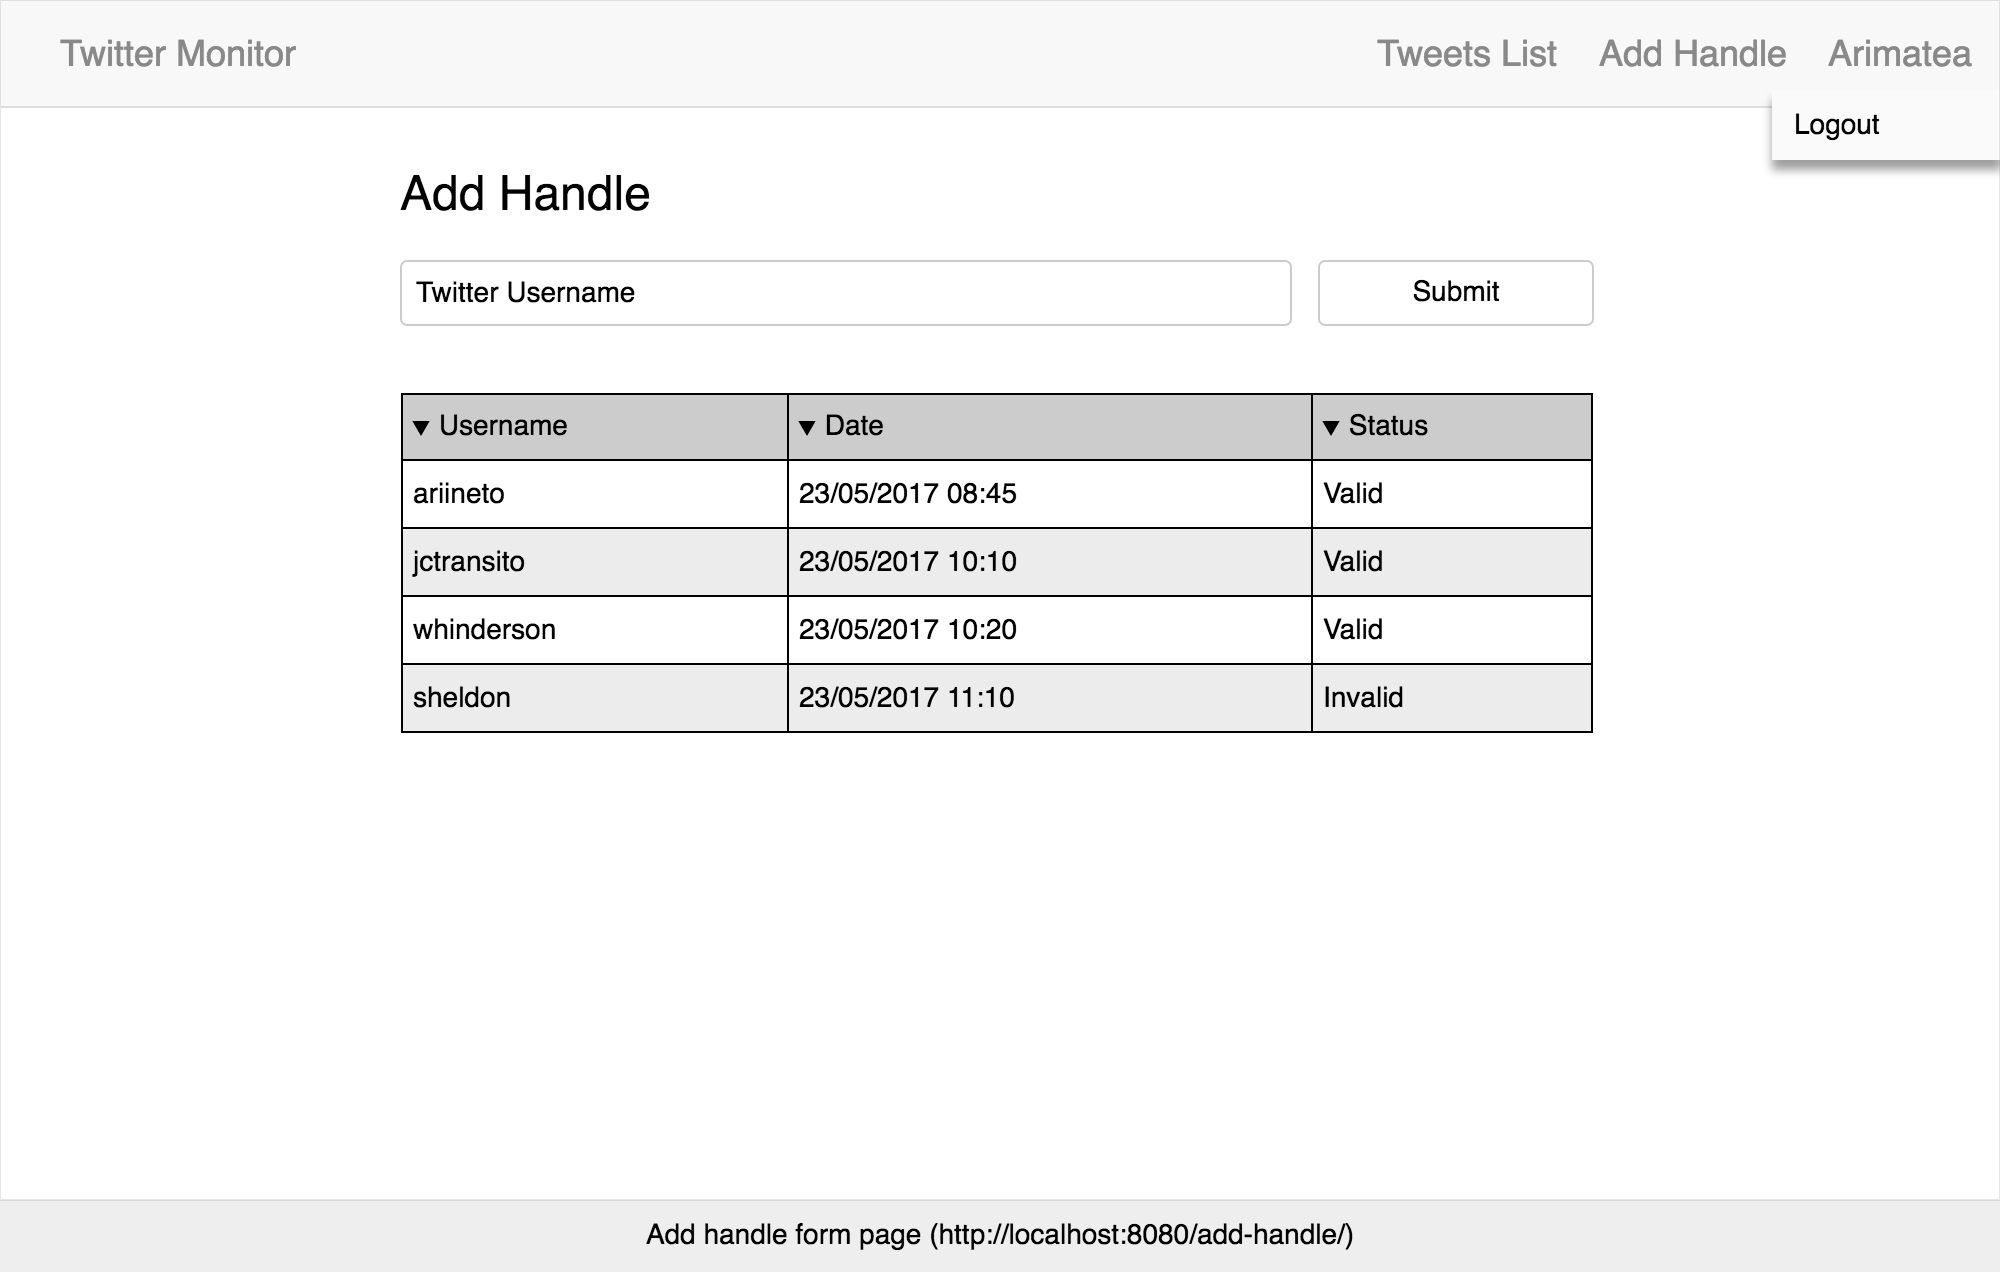 Twitter Monitor Tweets List Add Handle Arimatea
Logout
Add Handle
Twitter Username Submit
▼ Username ▼ Date ▼ Status
ariineto 23/05/2017 08:45 Valid
jctransito 23/05/2017 10:10 Valid
whinderson 23/05/2017 10:20 Valid
sheldon 23/05/2017 11:10 Invalid
Add handle form page (http://localhost:8080/add-handle/)